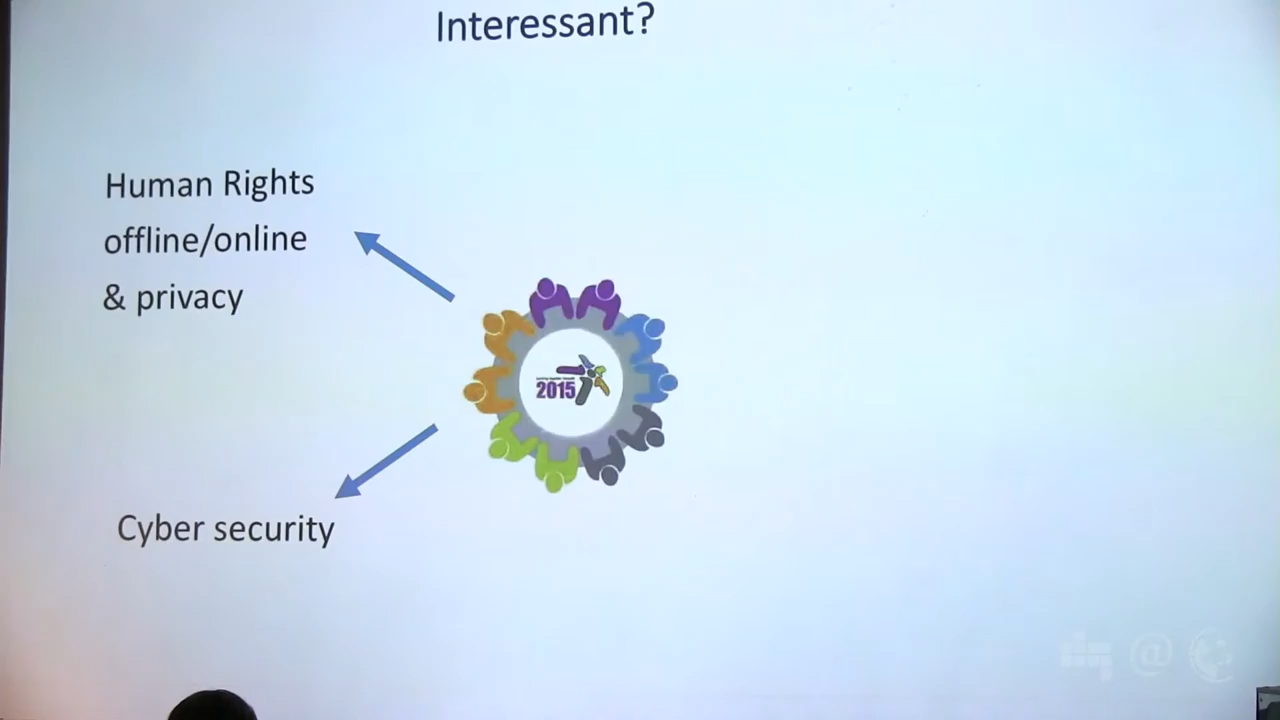 Interessant?
Human Rights
offline/online
& privacy
2015
Cyber security